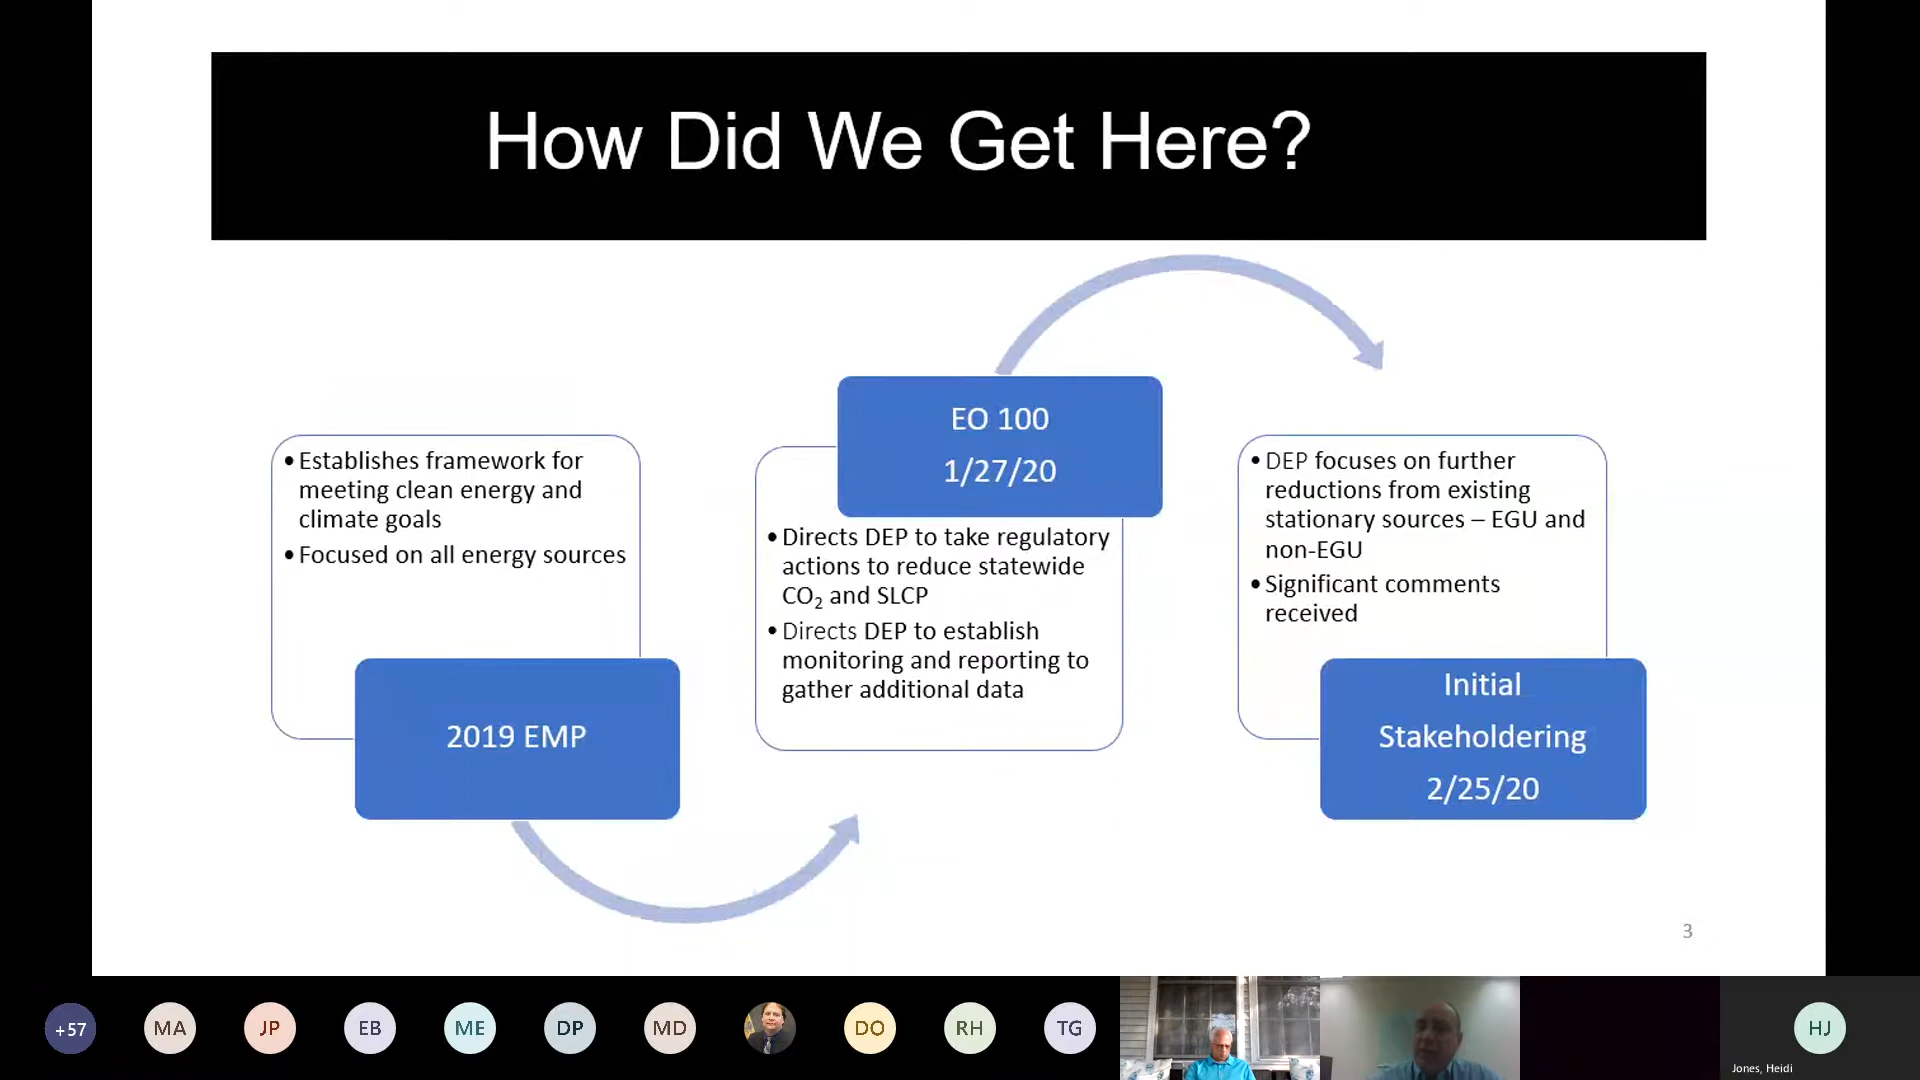 How Did We Get Here?
• Establishes framework for
meeting clean energy and
climate goals
• Focused on all energy sources
2019 EMP
EO 100
1/27/20
• Directs DEP to take regulatory
actions to reduce statewide
CO₂ and SLCP
• Directs DEP to establish
monitoring and reporting to
gather additional data
• DEP focuses on further
reductions from existing
stationary sources – EGU and
non-EGU
• Significant comments
received
Initial
Stakeholdering
2/25/20
3
+57
MA
JP
EB
ME
DP
MD
DO
RH
TG
HJ
Jones, Heidi